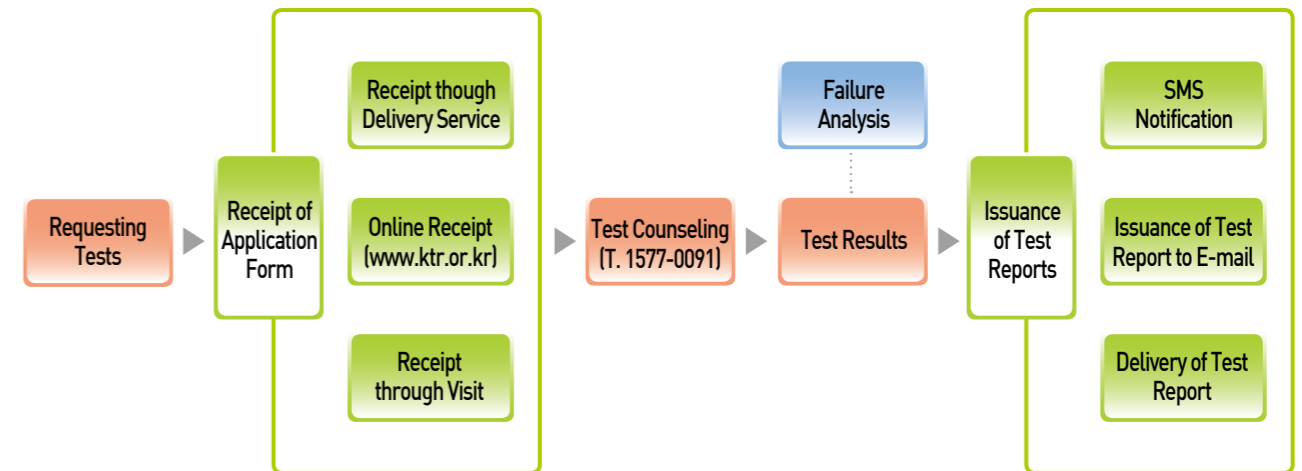 Requesting
Tests
Receipt of
Application
Form
Receipt though
Delivery Service
Online Receipt
(www.ktr.or.kr)
Receipt
through Visit
Test Counseling
(T. 1577-0091)
Failure
Analysis
Test Results
Issuance
of Test
Reports
SMS
Notification
Issuance of Test
Report to E-mail
Delivery of Test
Report